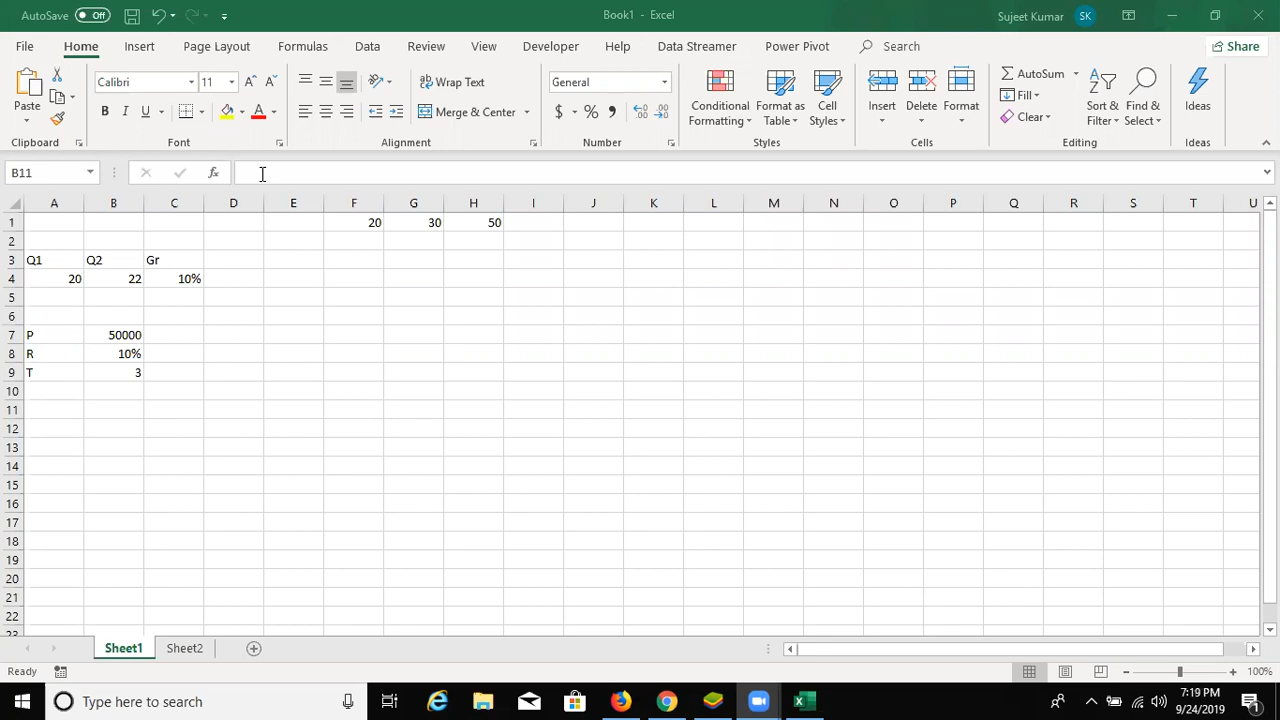 AutoSave Off Book1 - Excel Sujeet Kumar SK
File Home Insert Page Layout Formulas Data Review View Developer Help Data Streamer Power Pivot Search Share
Paste Calibri 11 A A Wrap Text General AutoSum
B I U A Merge & Center $ % , Conditional Formatting Format as Table Cell Styles Insert Delete Format Fill Clear Sort & Filter Find & Select Ideas
Clipboard Font Alignment Number Styles Cells Editing Ideas
B11 fx
A B C D E F G H I J K L M N O P Q R S T U
1 20 30 50
2
3 Q1 Q2 Gr
4 20 22 10%
5
6
7 P 50000
8 R 10%
9 T 3
10
11
12
13
14
15
16
17
18
19
20
21
22
23
Sheet1 Sheet2
Ready 100%
Type here to search 7:19 PM
9/24/2019 1